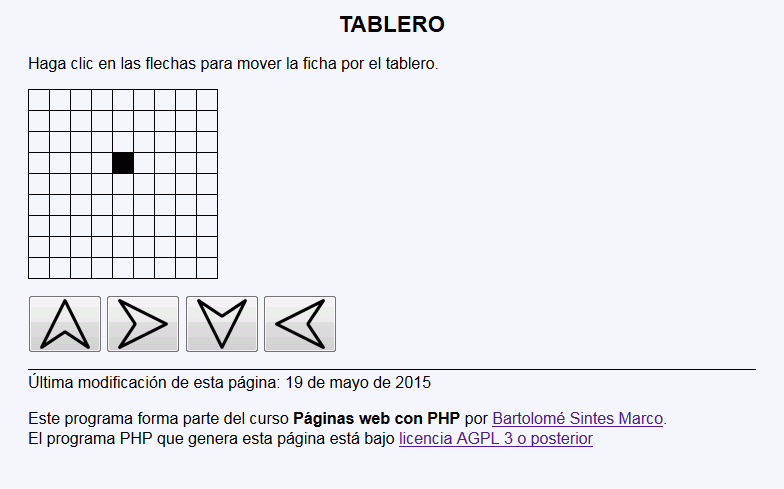 TABLERO
Haga clic en las flechas para mover la ficha por el tablero.
Última modificación de esta página: 19 de mayo de 2015
Este programa forma parte del curso Páginas web con PHP por Bartolomé Sintes Marco.
El programa PHP que genera esta página está bajo licencia AGPL 3 o posterior